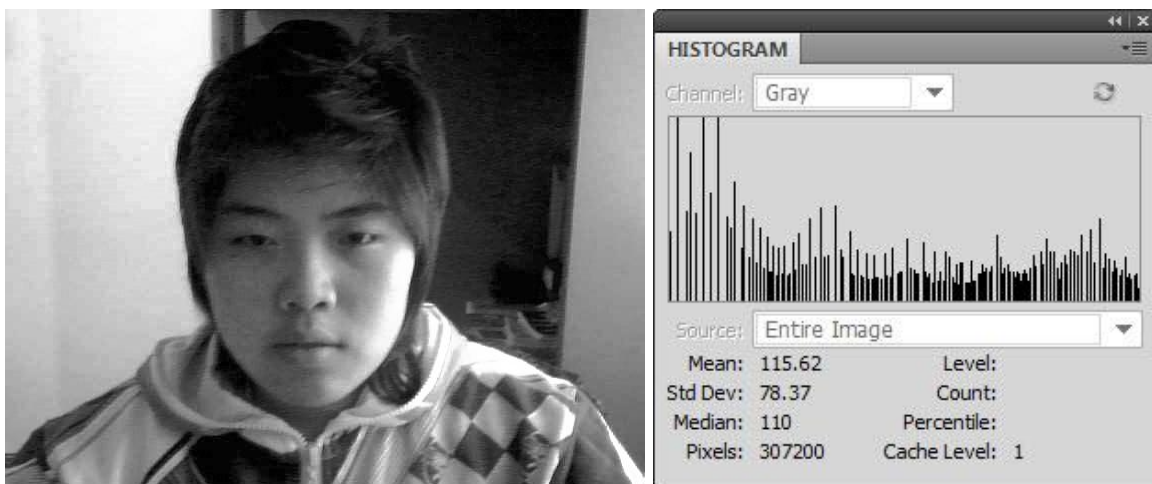 HISTOGRAM
Channel: Gray
Source: Entire Image
Mean: 115.62 Level:
Std Dev: 78.37 Count:
Median: 110 Percentile:
Pixels: 307200 Cache Level: 1